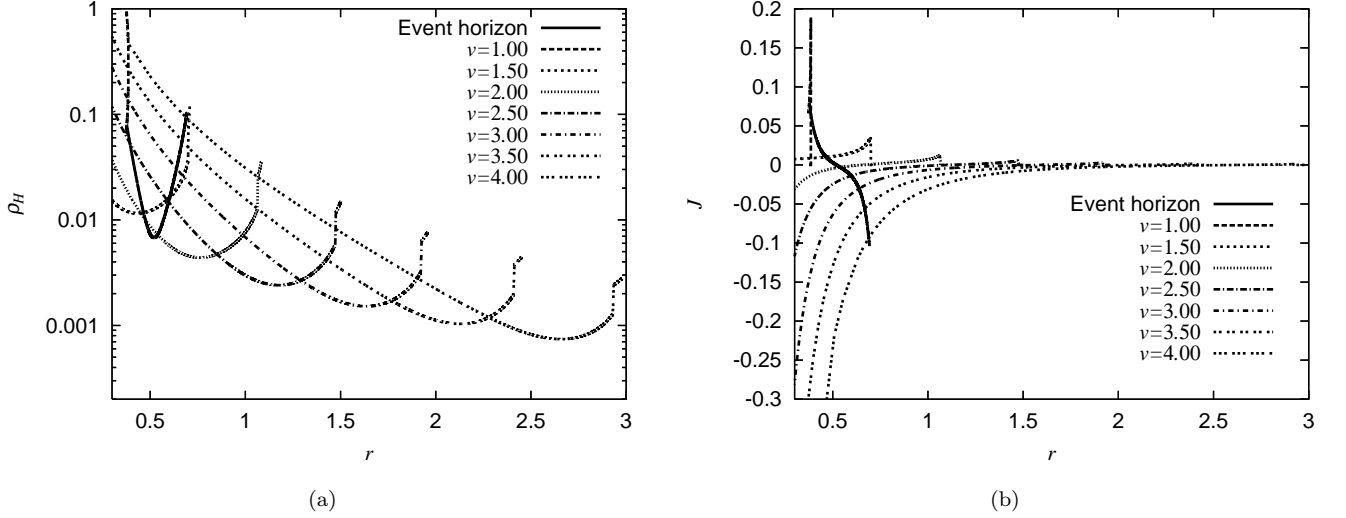 1
0.1
0.01
0.001
ρH
0.5
1
1.5
2
2.5
3
r
Event horizon
v=1.00
v=1.50
v=2.00
v=2.50
v=3.00
v=3.50
v=4.00
(a)
0.2
0.15
0.1
0.05
0
-0.05
-0.1
-0.15
-0.2
-0.25
-0.3
J
0.5
1
1.5
2
2.5
3
r
Event horizon
v=1.00
v=1.50
v=2.00
v=2.50
v=3.00
v=3.50
v=4.00
(b)